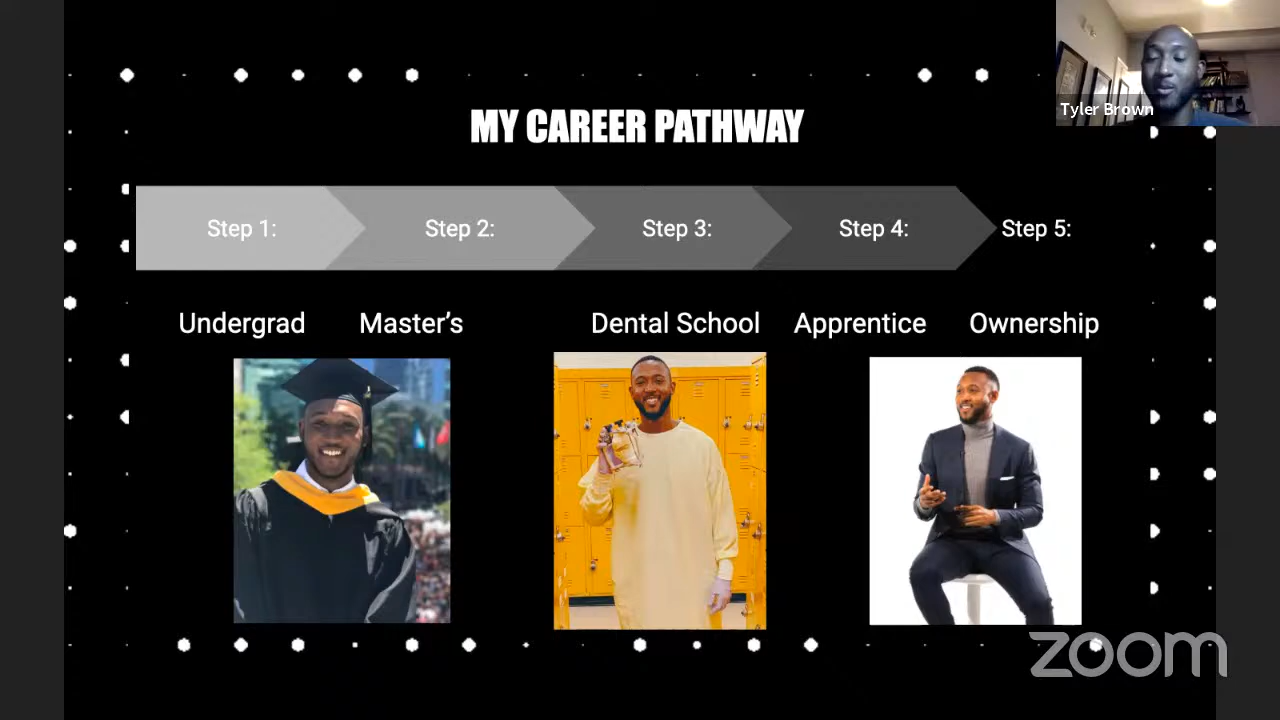 Tyler Brown
MY CAREER PATHWAY
Step 1: Step 2: Step 3: Step 4: Step 5:
Undergrad Master’s Dental School Apprentice Ownership
zoom